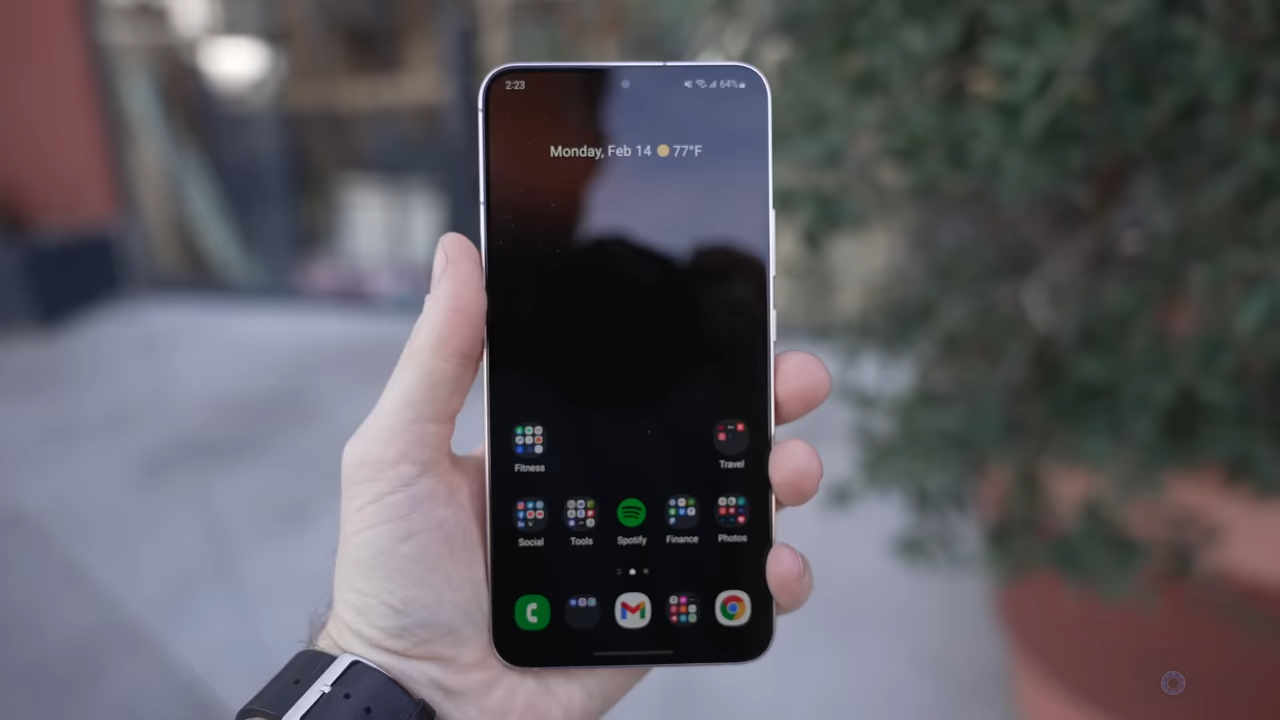 2:23 64%
Monday, Feb 14 77°F
Fitness Travel
Social Tools Spotify Finance Photos